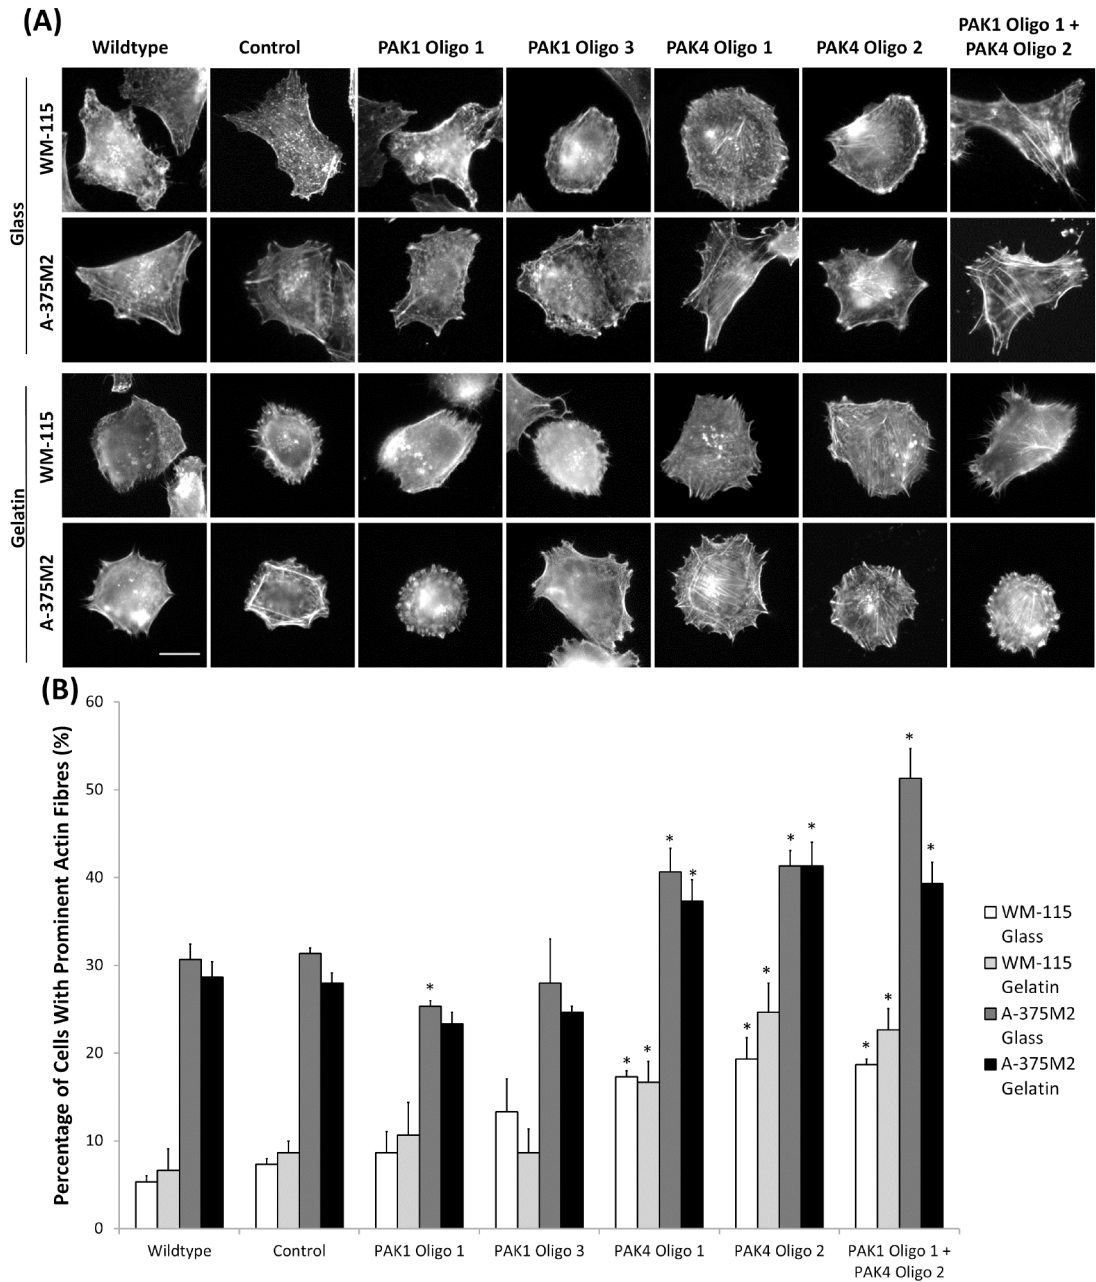 (A)
Wildtype Control PAK1 Oligo 1 PAK1 Oligo 3 PAK4 Oligo 1 PAK4 Oligo 2 PAK1 Oligo 1 +
PAK4 Oligo 2
Glass
WM-115
A-375M2
Gelatin
WM-115
A-375M2
(B)
Percentage of Cells With Prominent Actin Fibres (%)
60
50
40
30
20
10
0
* * * * * * * * * * * * *
WM-115
Glass
WM-115
Gelatin
A-375M2
Glass
A-375M2
Gelatin
Wildtype Control PAK1 Oligo 1 PAK1 Oligo 3 PAK4 Oligo 1 PAK4 Oligo 2 PAK1 Oligo 1 +
PAK4 Oligo 2